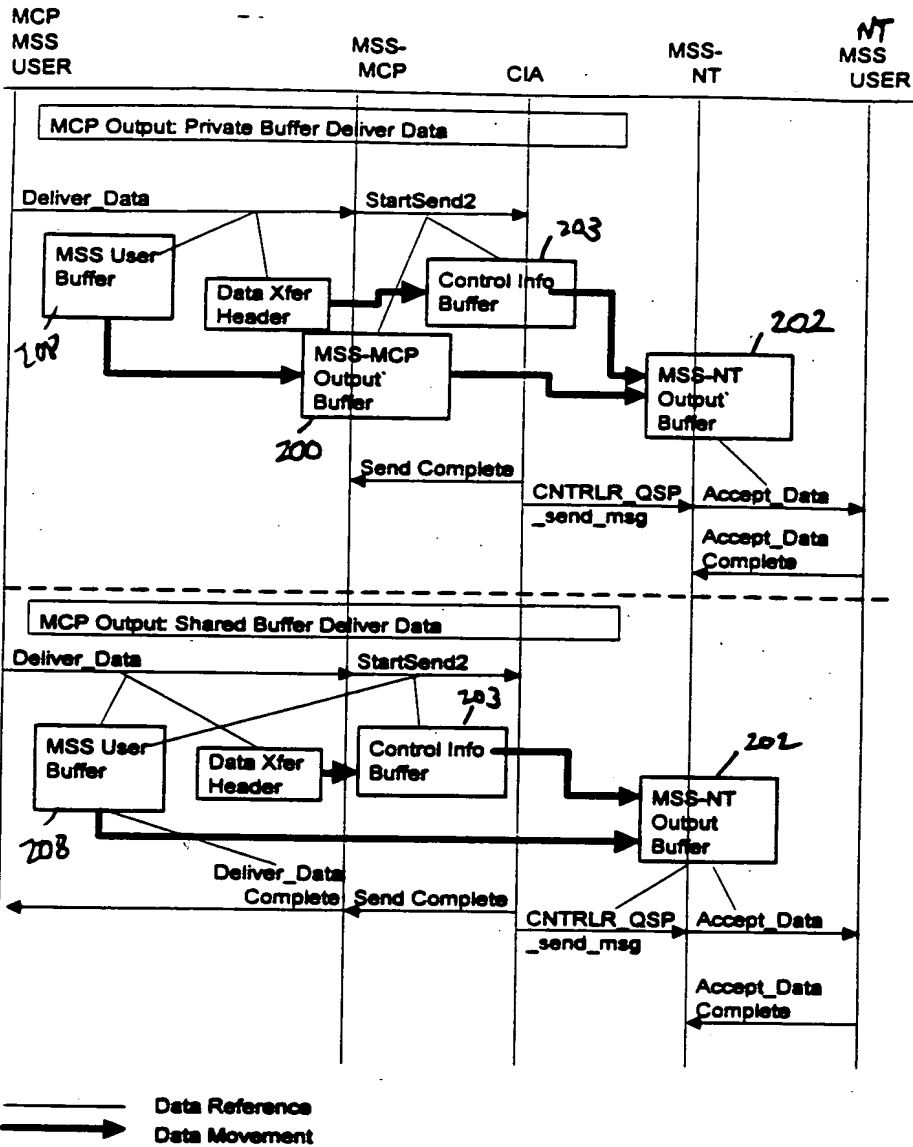 MCP
MSS
USER
MSS-
MCP
CIA
MSS-
NT
NT
MSS
USER
MCP Output: Private Buffer Deliver Data
Deliver_Data
StartSend2
203
MSS User
Buffer
Data Xfer
Header
Control Info
Buffer
208
MSS-MCP
Output
Buffer
200
202
MSS-NT
Output
Buffer
Send Complete
CNTRLR_QSP
_send_msg
Accept_Data
Accept_Data
Complete
MCP Output: Shared Buffer Deliver Data
Deliver_Data
StartSend2
203
MSS User
Buffer
Data Xfer
Header
Control Info
Buffer
202
MSS-NT
Output
Buffer
208
Deliver_Data
Complete
Send Complete
CNTRLR_QSP
_send_msg
Accept_Data
Accept_Data
Complete
Data Reference
Data Movement